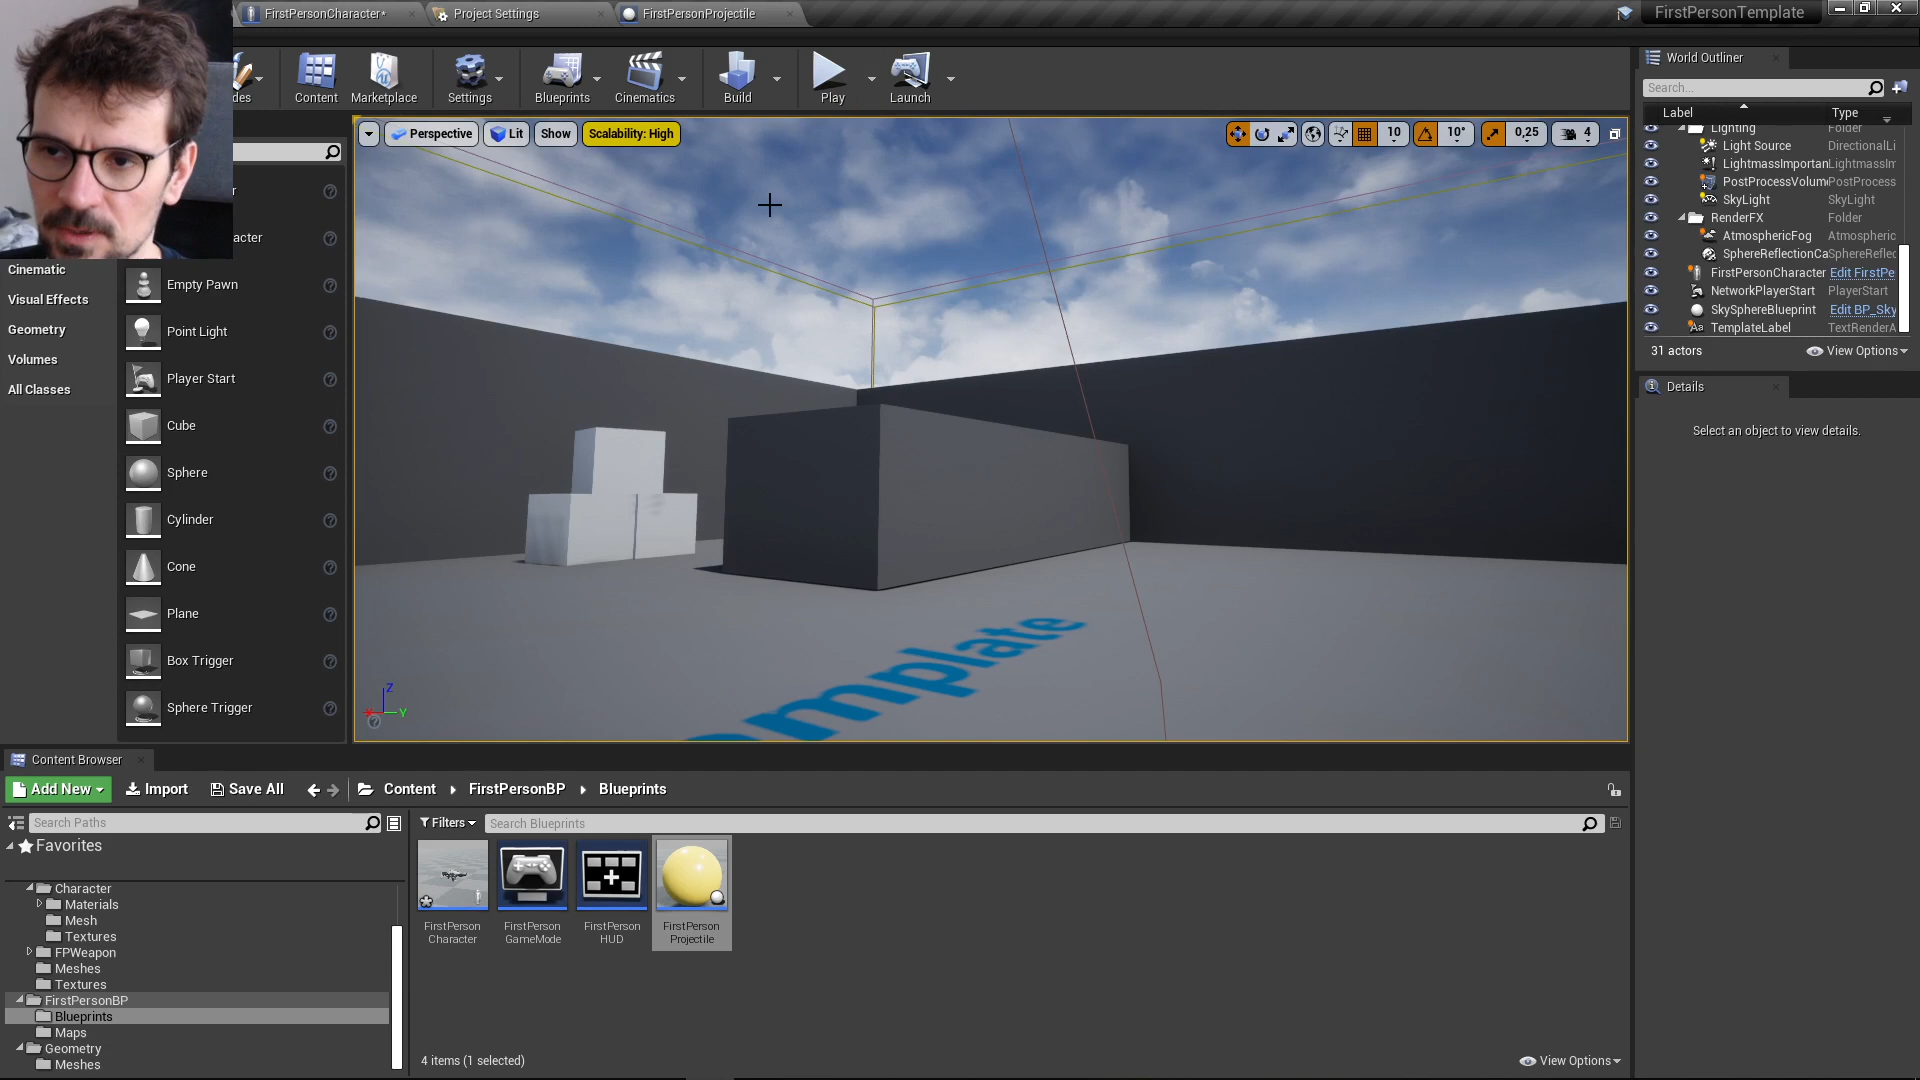 FirstPersonCharacter*
Project Settings
FirstPersonProjectile
FirstPersonTemplate
des
Content
Marketplace
Settings
Blueprints
Cinematics
Build
Play
Launch
World Outliner
Search...
Label
Type
Lighting
Folder
Light Source
DirectionalLi
LightmassImportan
LightmassIm
PostProcessVolum
PostProcess
SkyLight
SkyLight
RenderFX
Folder
AtmosphericFog
Atmospheric
SphereReflectionCa
SphereReflec
FirstPersonCharacter
Edit FirstPe
NetworkPlayerStart
PlayerStart
SkySphereBlueprint
Edit BP_Sky
TemplateLabel
TextRenderA
31 actors
View Options
Details
Select an object to view details.
Perspective
Lit
Show
Scalability: High
10
10°
0,25
4
r
acter
Cinematic
Visual Effects
Geometry
Volumes
All Classes
Empty Pawn
Point Light
Player Start
Cube
Sphere
Cylinder
Cone
Plane
Box Trigger
Sphere Trigger
mplate
Z
X
Y
Content Browser
Add New
Import
Save All
Content
FirstPersonBP
Blueprints
Search Paths
Filters
Search Blueprints
Favorites
Character
Materials
Mesh
Textures
FPWeapon
Meshes
Textures
FirstPersonBP
Blueprints
Maps
Geometry
Meshes
FirstPerson
Character
FirstPerson
GameMode
FirstPerson
HUD
FirstPerson
Projectile
4 items (1 selected)
View Options